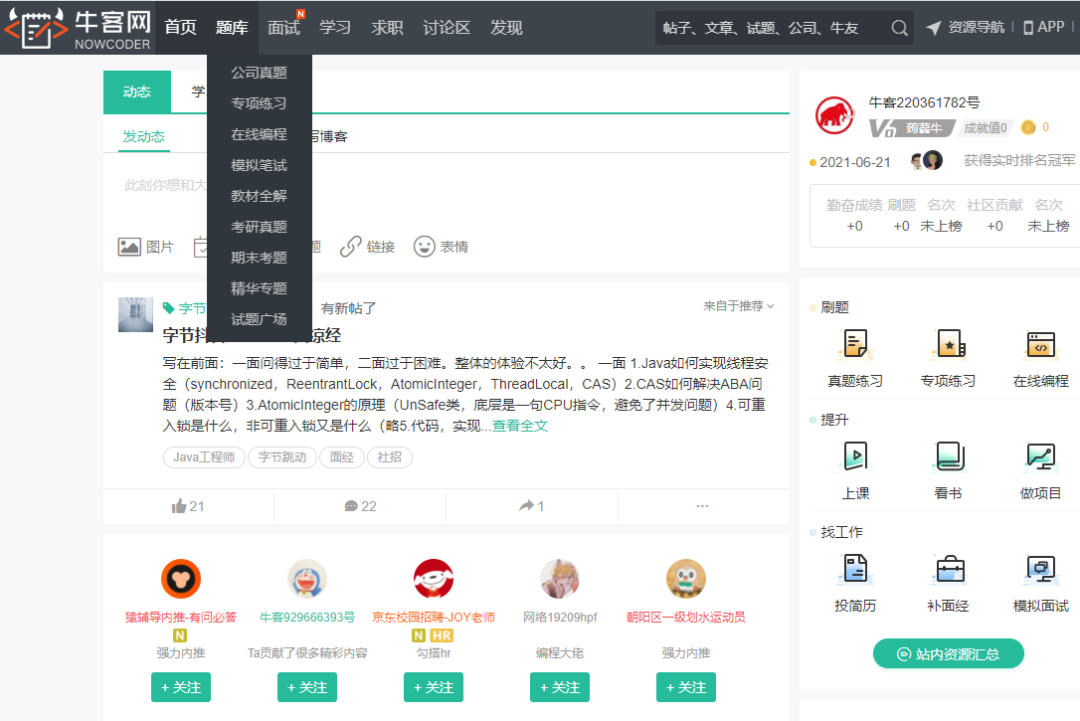 牛客网
NOWCODER
首页 题库 面试 N 学习 求职 讨论区 发现
帖子、文章、试题、公司、牛友
资源导航 APP
公司真题
专项练习
在线编程
模拟笔试
教材全解
考研真题
期末考题
精华专题
试题广场
动态 学
发动态 写博客
此刻你想和大
图片 题 链接 表情
字节 有新帖了 来自于推荐
字节抖 凉经
写在前面：一面问得过于简单，二面过于困难。整体的体验不太好。。 一面 1.Java如何实现线程安
全（synchronized，ReentrantLock，AtomicInteger，ThreadLocal，CAS）2.CAS如何解决ABA问
题（版本号）3.AtomicInteger的原理（UnSafe类，底层是一句CPU指令，避免了并发问题）4.可重
入锁是什么，非可重入锁又是什么（略5.代码，实现...查看全文
Java工程师 字节跳动 面经 社招
21 22 1 ...
猿辅导内推-有问必答 牛客929666393号 京东校园招聘-JOY老师 网络19209hpf 朝阳区一级划水运动员
N N HR
强力内推 Ta贡献了很多精彩内容 勾搭hr 编程大佬 强力内推
+ 关注 + 关注 + 关注 + 关注 + 关注
牛客220361782号
V0 蒟蒻牛 成就值0 0
2021-06-21 获得实时排名冠军
勤奋成绩 刷题 名次 社区贡献 名次
+0 +0 未上榜 +0 未上榜
刷题
真题练习 专项练习 在线编程
提升
上课 看书 做项目
找工作
投简历 补面经 模拟面试
站内资源汇总